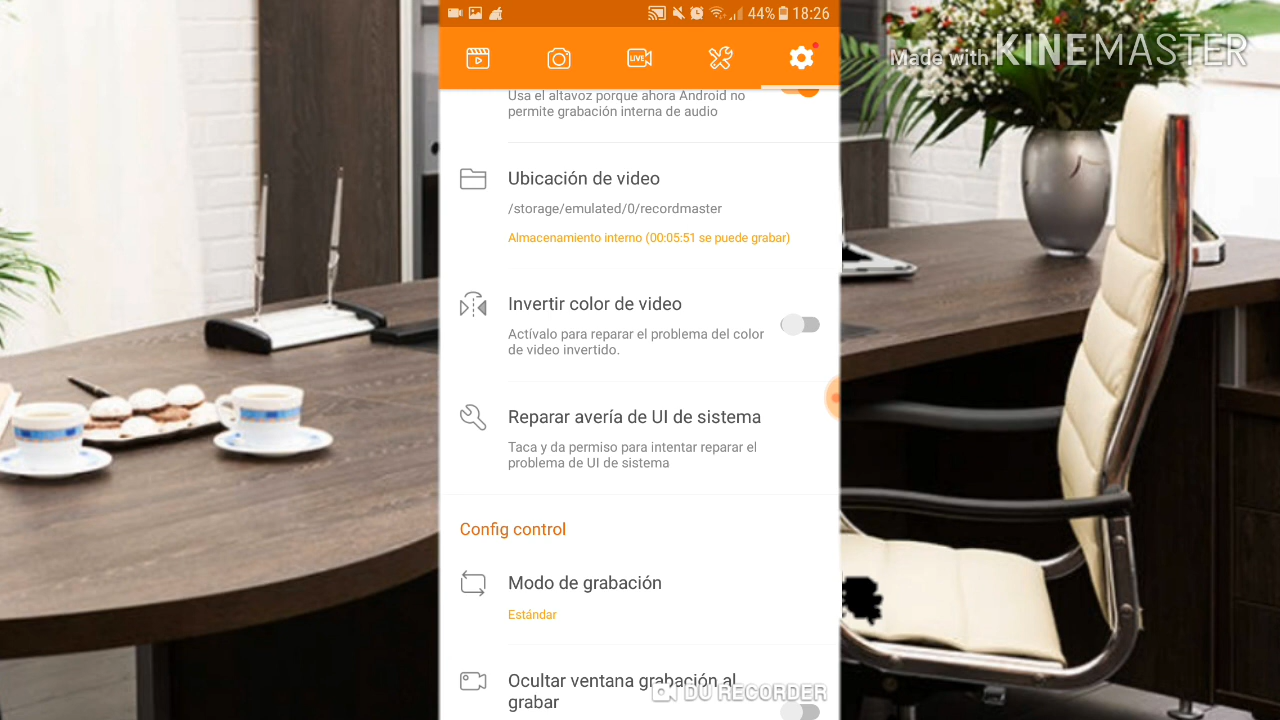 44% 18:26
Made with KINEMASTER
LIVE
Usa el altavoz porque ahora Android no
permite grabación interna de audio
Ubicación de video
/storage/emulated/0/recordmaster
Almacenamiento interno (00:05:51 se puede grabar)
Invertir color de video
Actívalo para reparar el problema del color
de video invertido.
Reparar avería de UI de sistema
Taca y da permiso para intentar reparar el
problema de UI de sistema
Config control
Modo de grabación
Estándar
Ocultar ventana grabación al
grabar
DU RECORDER